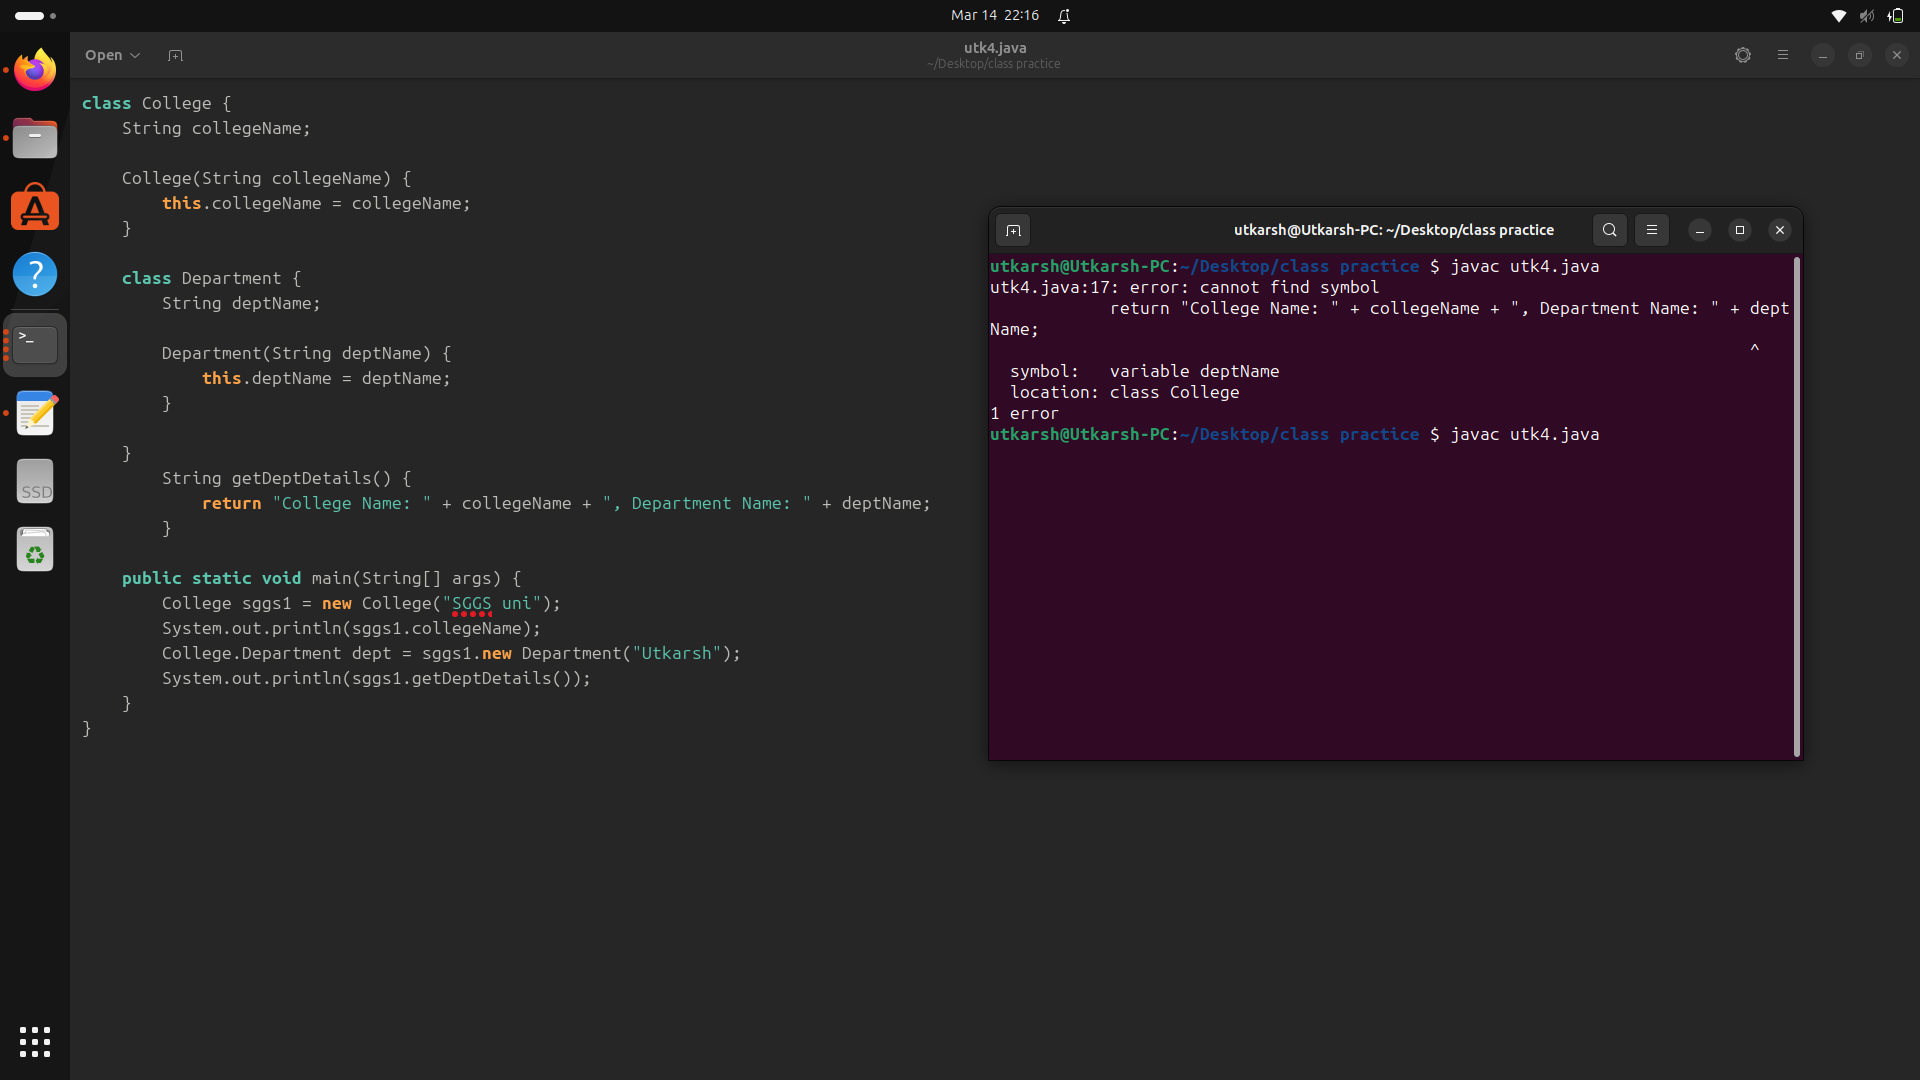 Mar 14 22:16
Open
utk4.java
~/Desktop/class practice
class College {
    String collegeName;

    College(String collegeName) {
        this.collegeName = collegeName;
    }

    class Department {
        String deptName;

        Department(String deptName) {
            this.deptName = deptName;
        }

    }
        String getDeptDetails() {
            return "College Name: " + collegeName + ", Department Name: " + deptName;
        }

    public static void main(String[] args) {
        College sggs1 = new College("SGGS uni");
        System.out.println(sggs1.collegeName);
        College.Department dept = sggs1.new Department("Utkarsh");
        System.out.println(sggs1.getDeptDetails());
    }
}
utkarsh@Utkarsh-PC: ~/Desktop/class practice
utkarsh@Utkarsh-PC:~/Desktop/class practice $ javac utk4.java
utk4.java:17: error: cannot find symbol
            return "College Name: " + collegeName + ", Department Name: " + dept
Name;
                                                                            ^
  symbol:   variable deptName
  location: class College
1 error
utkarsh@Utkarsh-PC:~/Desktop/class practice $ javac utk4.java
>_
SSD